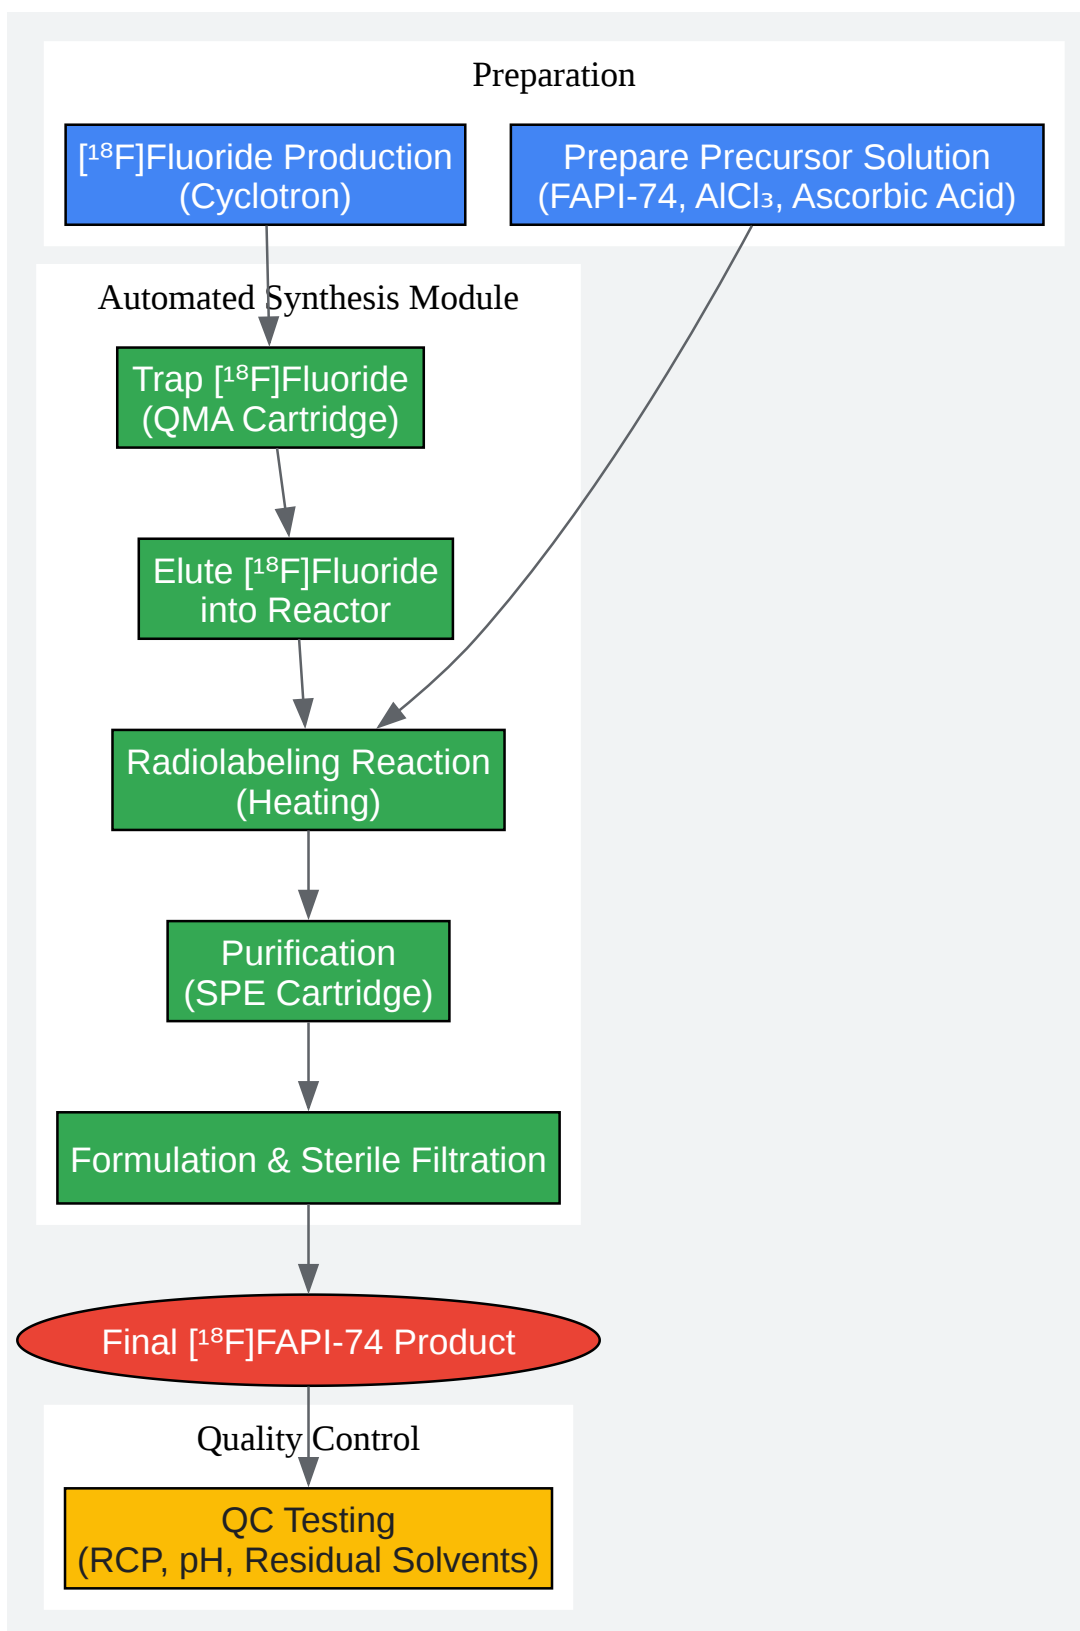 Preparation
[¹⁸F]Fluoride Production
(Cyclotron)
Prepare Precursor Solution
(FAPI-74, AlCl₃, Ascorbic Acid)
Automated Synthesis Module
Trap [¹⁸F]Fluoride
(QMA Cartridge)
Elute [¹⁸F]Fluoride
into Reactor
Radiolabeling Reaction
(Heating)
Purification
(SPE Cartridge)
Formulation & Sterile Filtration
Final [¹⁸F]FAPI-74 Product
Quality Control
QC Testing
(RCP, pH, Residual Solvents)